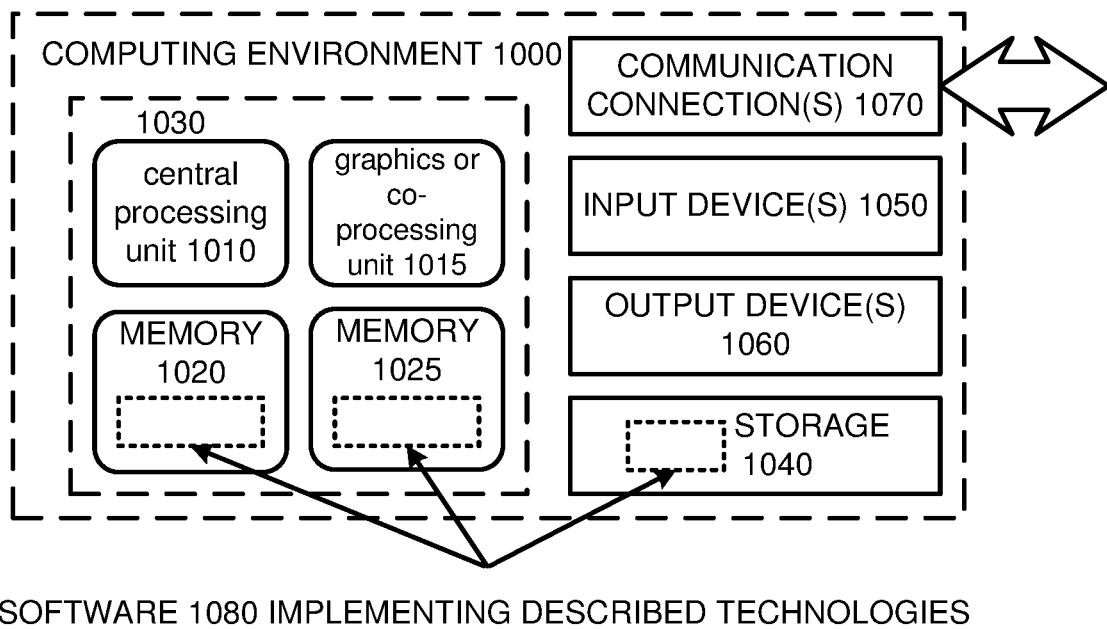 COMPUTING ENVIRONMENT 1000
1030
central
processing
unit 1010
graphics or
co-
processing
unit 1015
MEMORY
1020
MEMORY
1025
COMMUNICATION
CONNECTION(S) 1070
INPUT DEVICE(S) 1050
OUTPUT DEVICE(S)
1060
STORAGE
1040
SOFTWARE 1080 IMPLEMENTING DESCRIBED TECHNOLOGIES